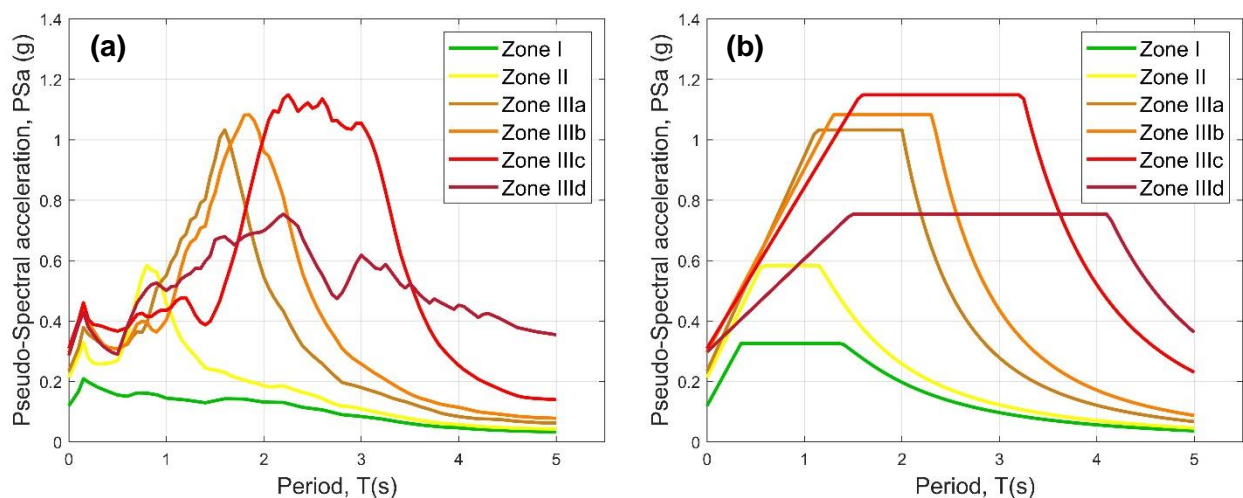 (a)
Pseudo-Spectral acceleration, PSa (g)
1.4
1.2
1
0.8
0.6
0.4
0.2
0
0 1 2 3 4 5
Period, T(s)
Zone I
Zone II
Zone IIIa
Zone IIIb
Zone IIIc
Zone IIId
(b)
Pseudo-Spectral acceleration, PSa (g)
1.4
1.2
1
0.8
0.6
0.4
0.2
0
0 1 2 3 4 5
Period, T(s)
Zone I
Zone II
Zone IIIa
Zone IIIb
Zone IIIc
Zone IIId